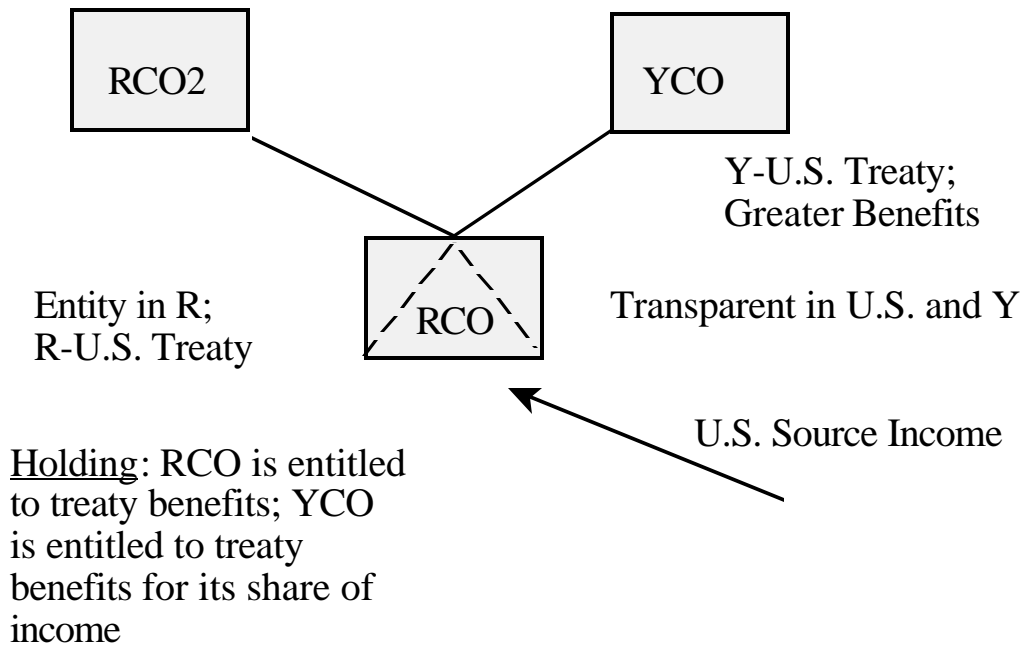 RCO2
YCO
Y-U.S. Treaty;
Greater Benefits
Entity in R;
R-U.S. Treaty
RCO
Transparent in U.S. and Y
U.S. Source Income
Holding: RCO is entitled
to treaty benefits; YCO
is entitled to treaty
benefits for its share of
income